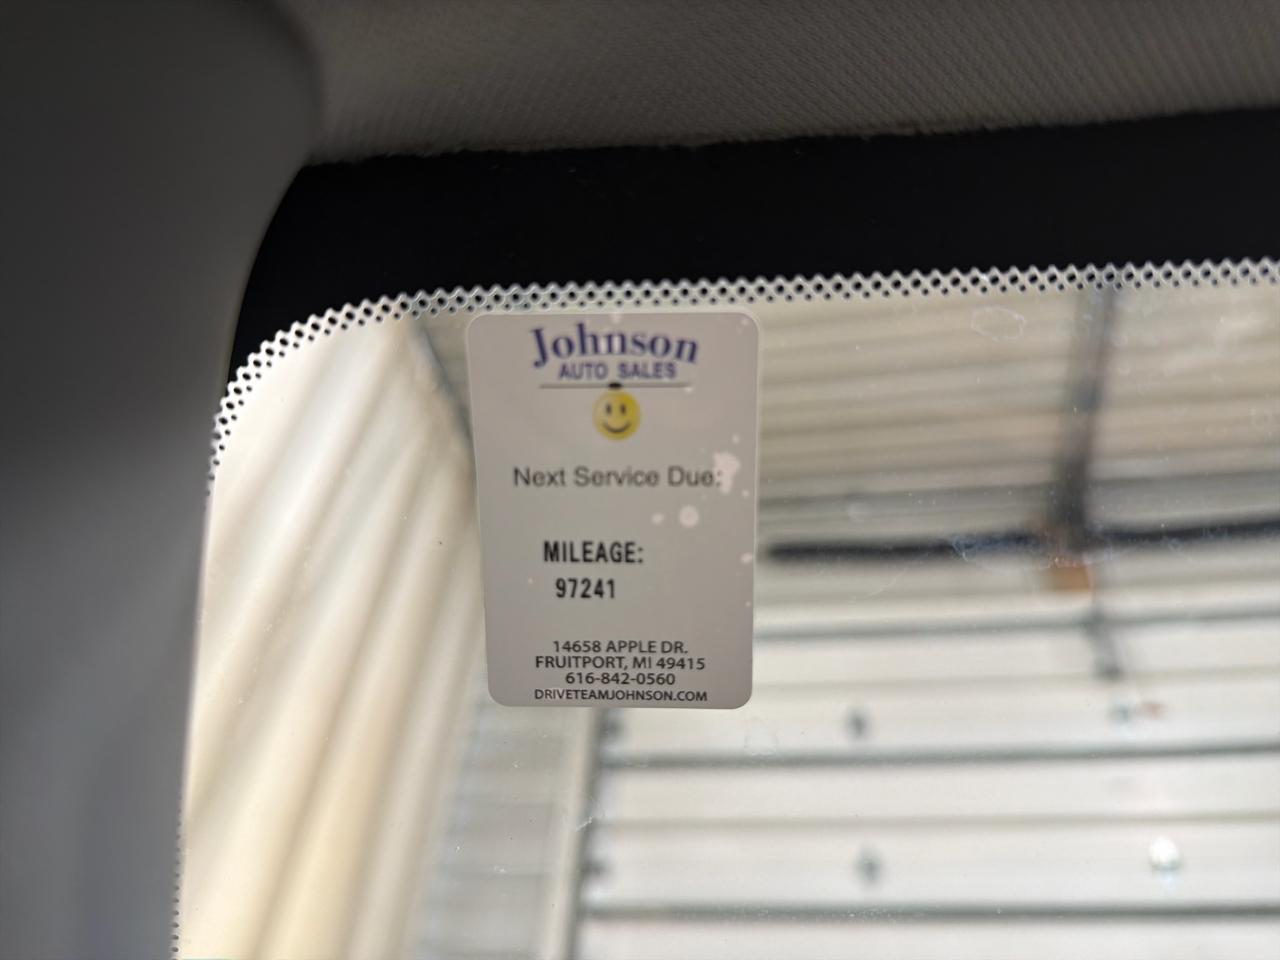 Johnson
AUTO SALES
Next Service Due:
MILEAGE:
97241
14658 APPLE DR.
FRUITPORT, MI 49415
616-842-0560
DRIVETEAMJOHNSON.COM